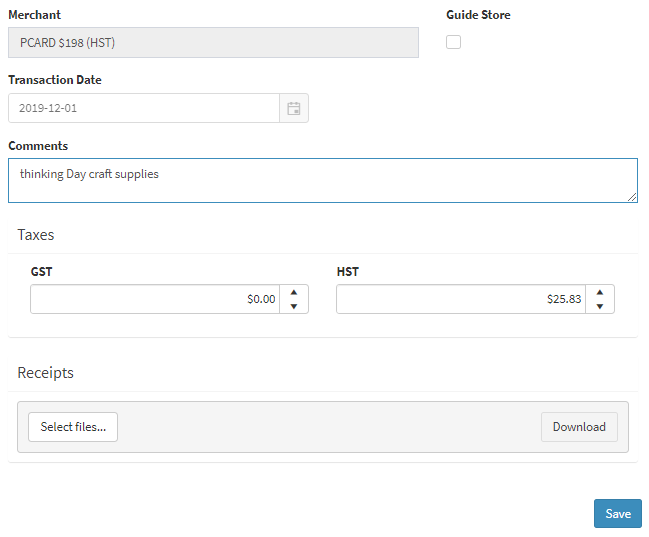 Merchant
Guide Store
PCARD $198 (HST)
Transaction Date
2019-12-01
Comments
thinking Day craft supplies
Taxes
GST
HST
$0.00
$25.83
Receipts
Select files...
Download
Save